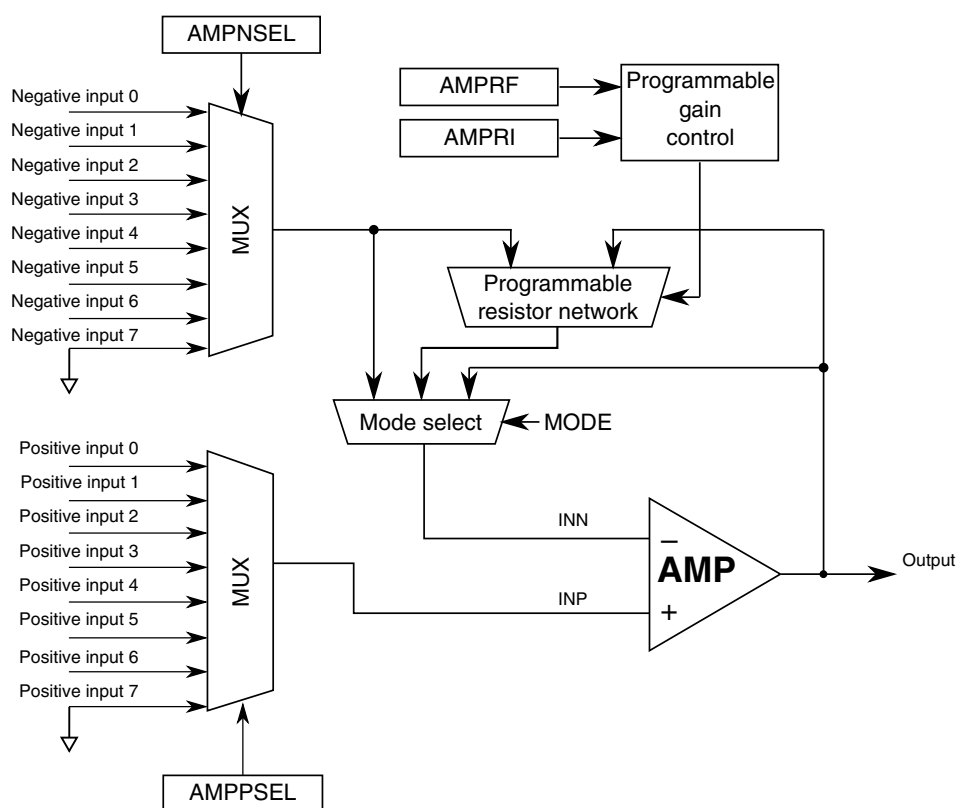 AMPNSEL
AMPRF
AMPRI
Programmable
gain
control
Negative input 0
Negative input 1
Negative input 2
Negative input 3
Negative input 4
Negative input 5
Negative input 6
Negative input 7
MUX
Programmable
resistor network
Mode select
MODE
Positive input 0
Positive input 1
Positive input 2
Positive input 3
Positive input 4
Positive input 5
Positive input 6
Positive input 7
MUX
INN
INP
−
AMP
+
Output
AMPPSEL